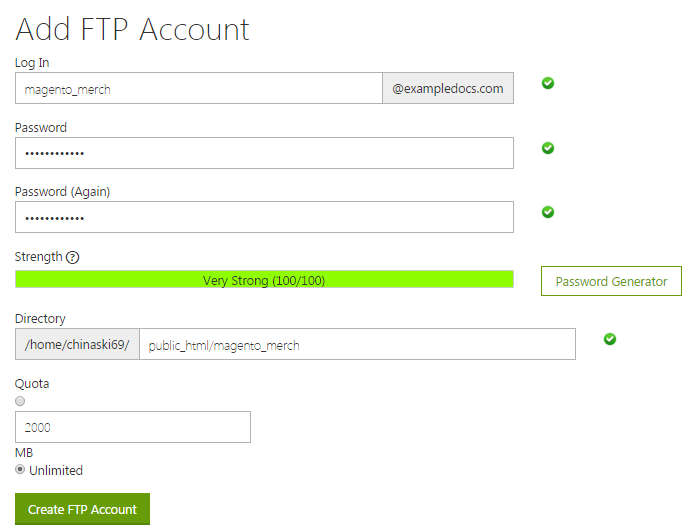 Add FTP Account
Log In
magento_merch @exampledocs.com
Password
••••••••••••
Password (Again)
••••••••••••
Strength ?
Very Strong (100/100) Password Generator
Directory
/home/chinaski69/ public_html/magento_merch
Quota
2000
MB
Unlimited
Create FTP Account